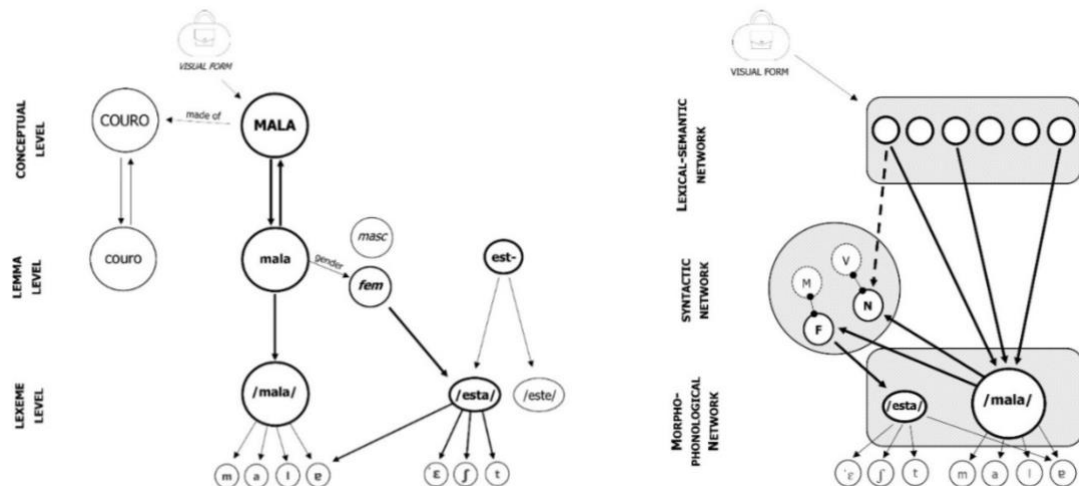 VISUAL FORM
CONCEPTUAL
LEVEL
COURO
made of
MALA
LEMMA
LEVEL
couro
mala
gender
masc
fem
est-
LEXEME
LEVEL
/mala/
/esta/
/este/
m a l ɐ ˈɛ ʃ t
VISUAL FORM
LEXICAL-SEMANTIC
NETWORK
SYNTACTIC
NETWORK
V
M
N
F
MORPHO-
PHONOLOGICAL
NETWORK
/esta/
/mala/
ˈɛ ʃ t m a l ɐ